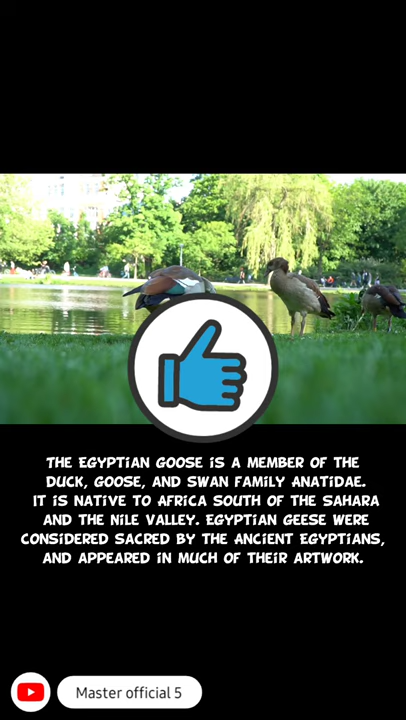 THE EGYPTIAN GOOSE IS A MEMBER OF THE
DUCK, GOOSE, AND SWAN FAMILY ANATIDAE.
IT IS NATIVE TO AFRICA SOUTH OF THE SAHARA
AND THE NILE VALLEY. EGYPTIAN GEESE WERE
CONSIDERED SACRED BY THE ANCIENT EGYPTIANS,
AND APPEARED IN MUCH OF THEIR ARTWORK.
Master official 5